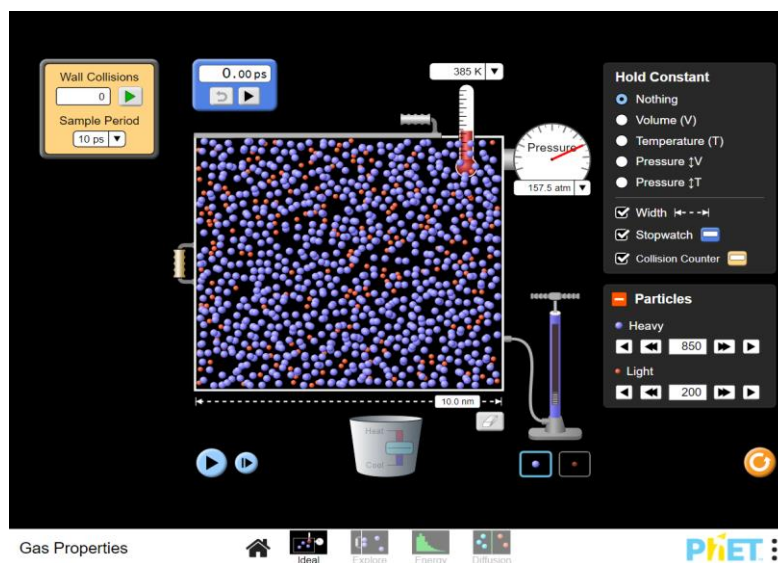 Wall Collisions
0
Sample Period
10 ps
0.00 ps
385 K
Pressure
157.5 atm
Hold Constant
Nothing
Volume (V)
Temperature (T)
Pressure ↕V
Pressure ↕T
Width
Stopwatch
Collision Counter
Particles
Heavy
850
Light
200
10.0 nm
Heat
Cool
Gas Properties
Ideal
Explore
Energy
Diffusion
PhET